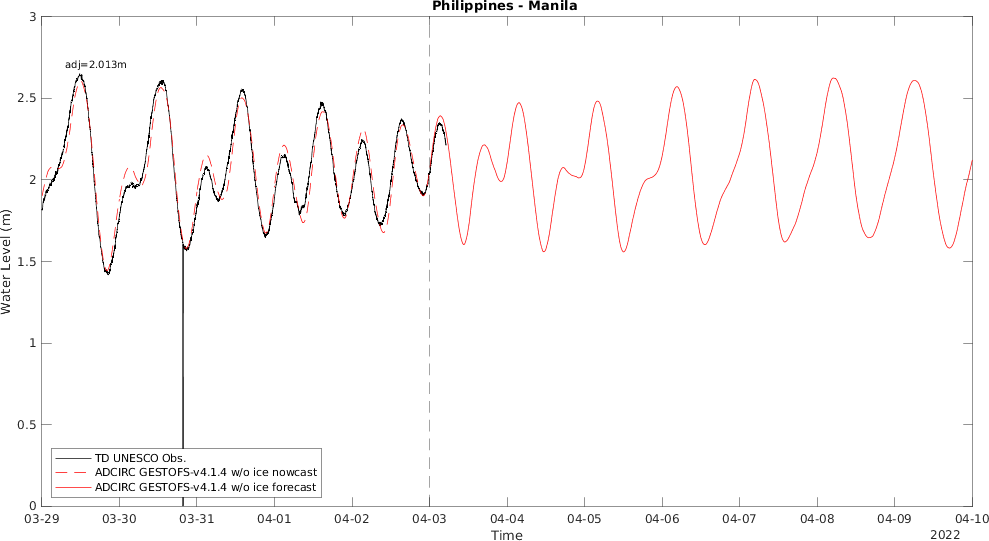 Philippines - Manila
adj=2.013m
3
2.5
2
1.5
1
0.5
0
Water Level (m)
TD UNESCO Obs.
ADCIRC GESTOFS-v4.1.4 w/o ice nowcast
ADCIRC GESTOFS-v4.1.4 w/o ice forecast
03-29 03-30 03-31 04-01 04-02 04-03 04-04 04-05 04-06 04-07 04-08 04-09 04-10
Time
2022